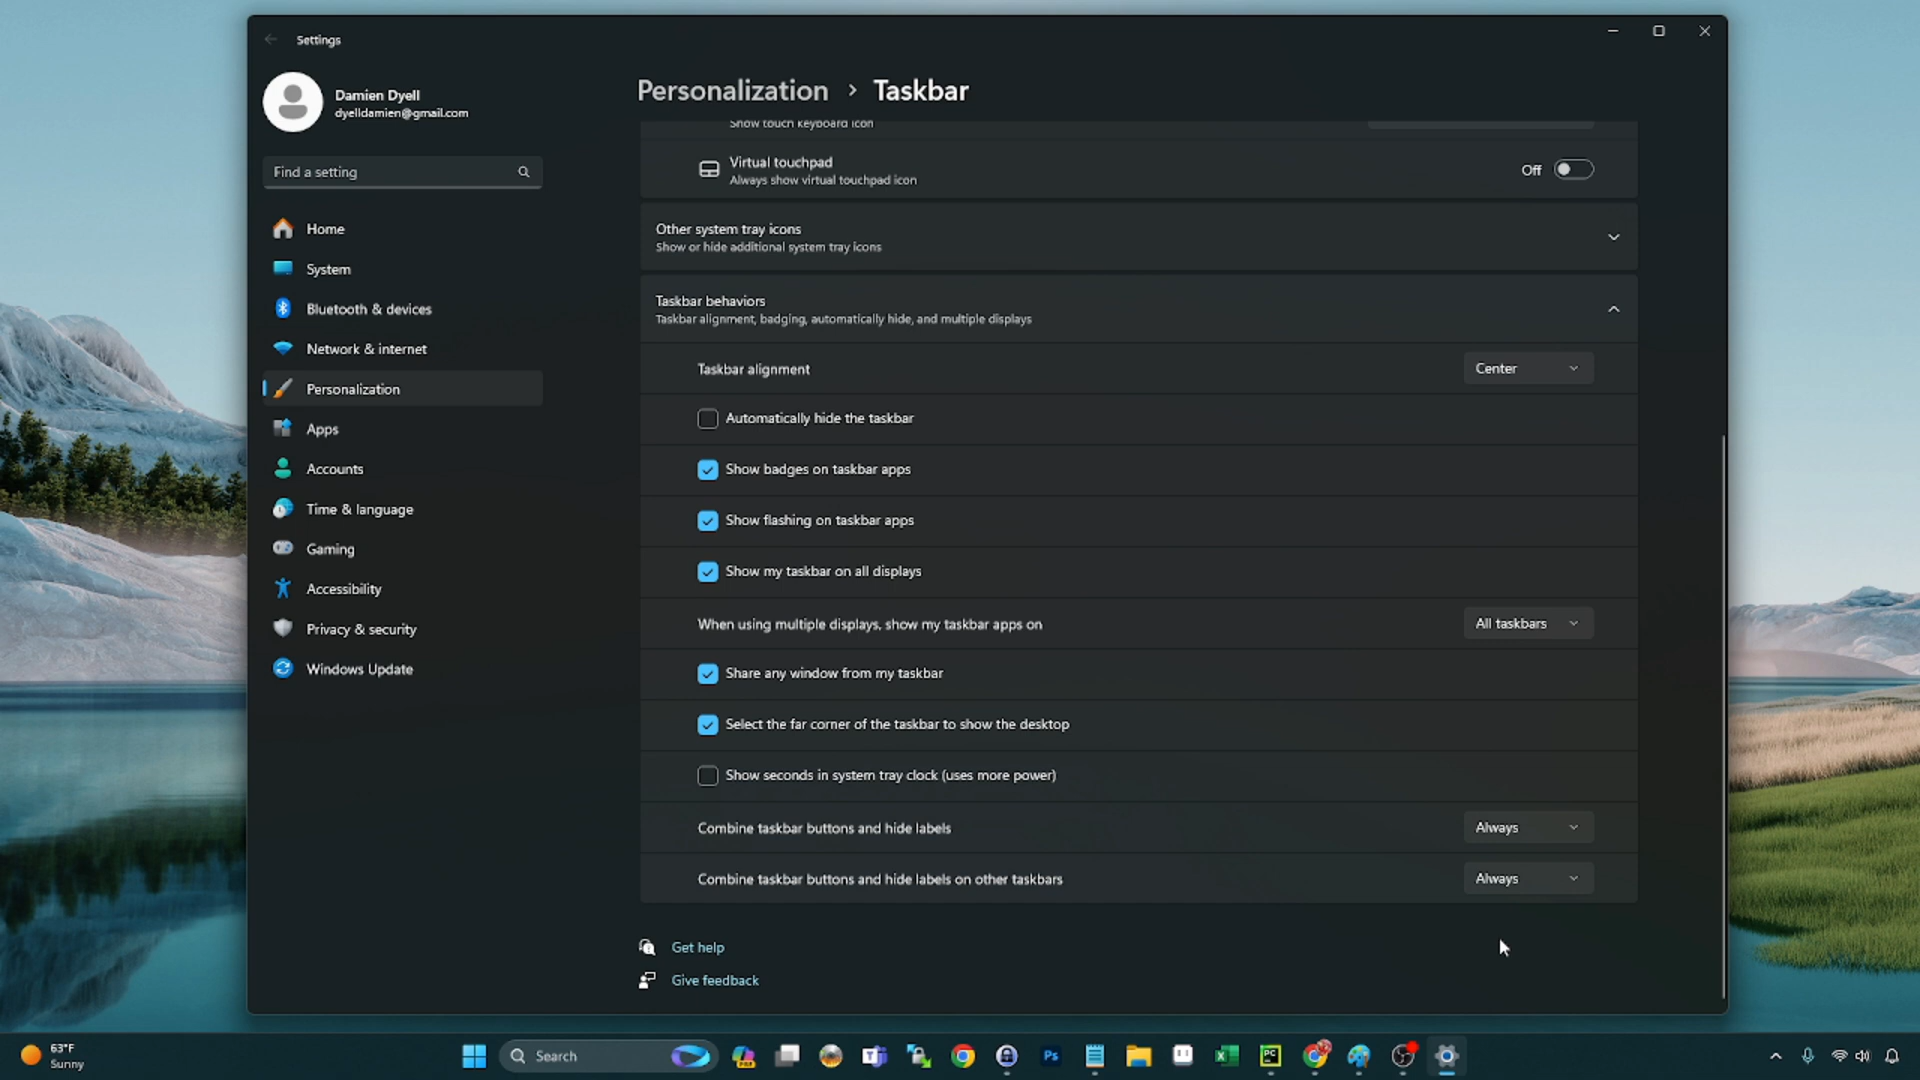 Settings
Damien Dyell
dyelldamien@gmail.com
Find a setting
Home
System
Bluetooth & devices
Network & internet
Personalization
Apps
Accounts
Time & language
Gaming
Accessibility
Privacy & security
Windows Update
Personalization > Taskbar
Show touch keyboard icon
Virtual touchpad
Always show virtual touchpad icon
Off
Other system tray icons
Show or hide additional system tray icons
Taskbar behaviors
Taskbar alignment, badging, automatically hide, and multiple displays
Taskbar alignment
Center
Automatically hide the taskbar
Show badges on taskbar apps
Show flashing on taskbar apps
Show my taskbar on all displays
When using multiple displays, show my taskbar apps on
All taskbars
Share any window from my taskbar
Select the far corner of the taskbar to show the desktop
Show seconds in system tray clock (uses more power)
Combine taskbar buttons and hide labels
Always
Combine taskbar buttons and hide labels on other taskbars
Always
Get help
Give feedback
63°F
Sunny
Search
Ps
PC